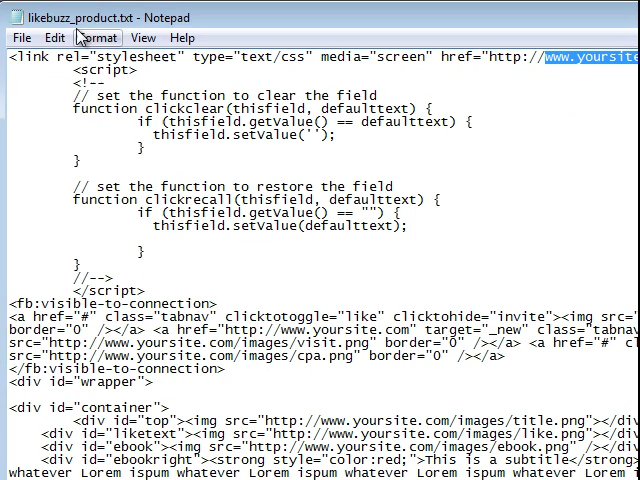 likebuzz_product.txt - Notepad
File Edit Format View Help
<link rel="stylesheet" type="text/css" media="screen" href="http://www.yoursite
<script>
<!--
// set the function to clear the field
function clickclear(thisfield, defaulttext) {
if (thisfield.getValue() == defaulttext) {
thisfield.setValue('');
}
}
// set the function to restore the field
function clickrecall(thisfield, defaulttext) {
if (thisfield.getValue() == "") {
thisfield.setValue(defaulttext);
}
}
//-->
</script>
<fb:visible-to-connection>
<a href="#" class="tabnav" clicktotoggle="like" clicktohide="invite"><img src="
border="0" /></a> <a href="http://www.yoursite.com" target="_new" class="tabnav
src="http://www.yoursite.com/images/visit.png" border="0" /></a> <a href="#" cl
src="http://www.yoursite.com/images/cpa.png" border="0" /></a>
</fb:visible-to-connection>
<div id="wrapper">
<div id="container">
<div id="top"><img src="http://www.yoursite.com/images/title.png"></di
<div id="liketext"><img src="http://www.yoursite.com/images/like.png"></div
<div id="ebook"><img src="http://www.yoursite.com/images/ebook.png" /></div
<div id="ebookright"><strong style="color:red;">This is a subtitle</strong>
whatever Lorem ispum whatever Lorem ispum whatever Lorem ispum whatever Lorem